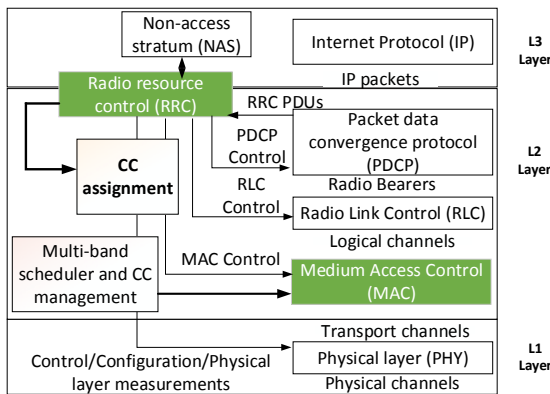 Non-access
stratum (NAS)
Internet Protocol (IP)
L3
Layer
IP packets
Radio resource
control (RRC)
RRC PDUs
Packet data
convergence protocol
(PDCP)
PDCP
Control
L2
Layer
CC
assignment
Radio Bearers
RLC
Control
Radio Link Control (RLC)
Logical channels
Multi-band
scheduler and CC
management
MAC Control
Medium Access Control
(MAC)
Transport channels
L1
Layer
Physical layer (PHY)
Control/Configuration/Physical
layer measurements
Physical channels